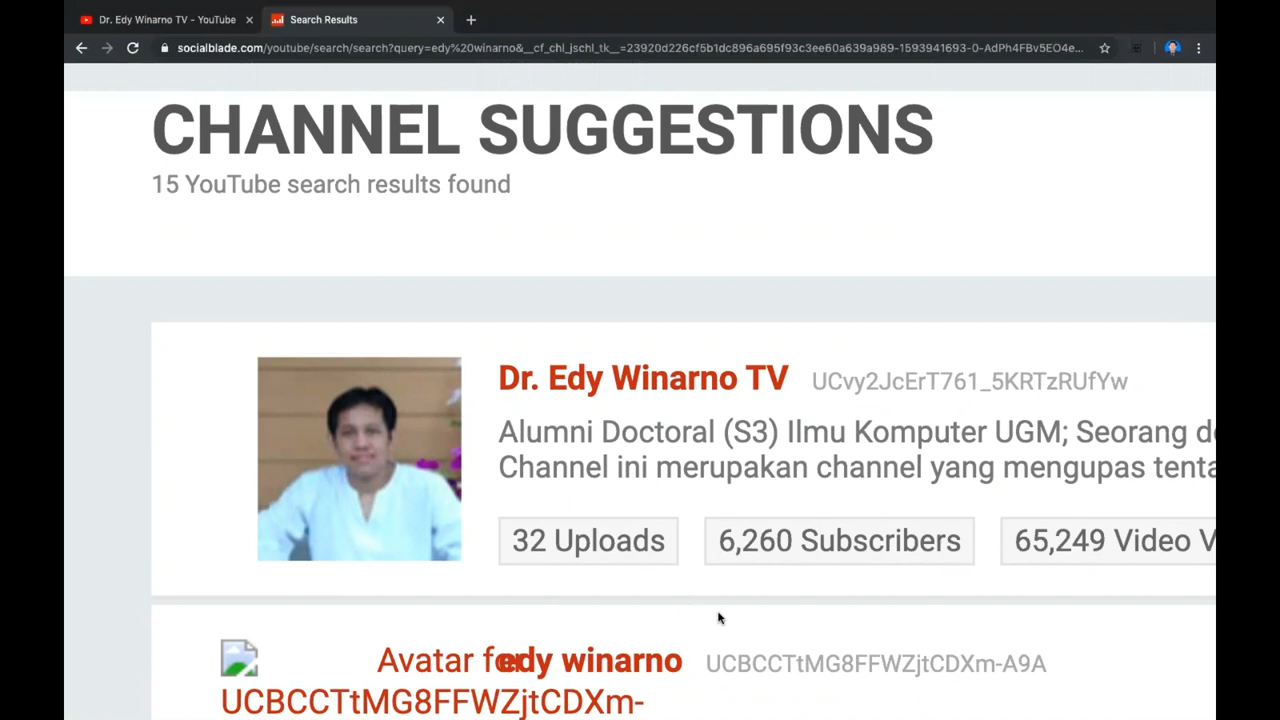 Dr. Edy Winarno TV - YouTube
Search Results
socialblade.com/youtube/search/search?query=edy%20winarno&__cf_chl_jschl_tk__=23920d226cf5b1dc896a695f93c3ee60a639a989-1593941693-0-AdPh4FBv5EO4e...
CHANNEL SUGGESTIONS
15 YouTube search results found
Dr. Edy Winarno TV UCvy2JcErT761_5KRTzRUfYw
Alumni Doctoral (S3) Ilmu Komputer UGM; Seorang d
Channel ini merupakan channel yang mengupas tenta
32 Uploads 6,260 Subscribers 65,249 Video V
Avatar for edy winarno UCBCCTtMG8FFWZjtCDXm-A9A
UCBCCTtMG8FFWZjtCDXm-